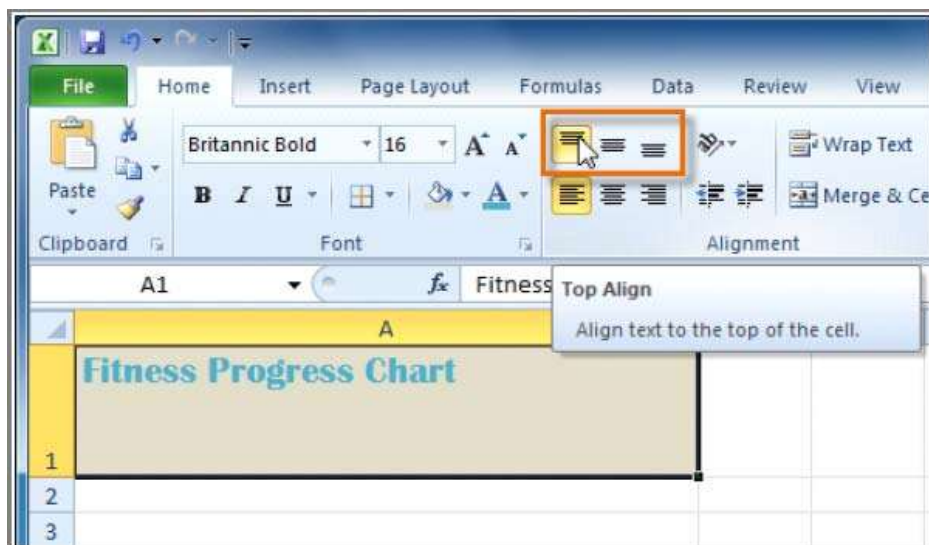 File Home Insert Page Layout Formulas Data Review View
Britannic Bold 16 A A Wrap Text
Paste B I U A Merge & Ce
Clipboard Font Alignment
A1 fx Fitness
Top Align
Align text to the top of the cell.
A
Fitness Progress Chart
1
2
3